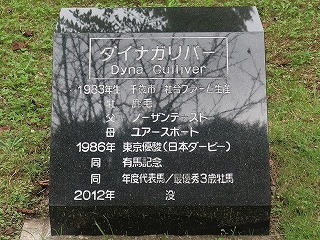 ダイナガリバー
Dyna Gulliver
1983年生 千歳市 社台ファーム生産
牡 鹿毛
父 ノーザンテースト
母 ユアースポート
1986年 東京優駿(日本ダービー)
同 有馬記念
同 年度代表馬/最優秀3歳牡馬
2012年 没